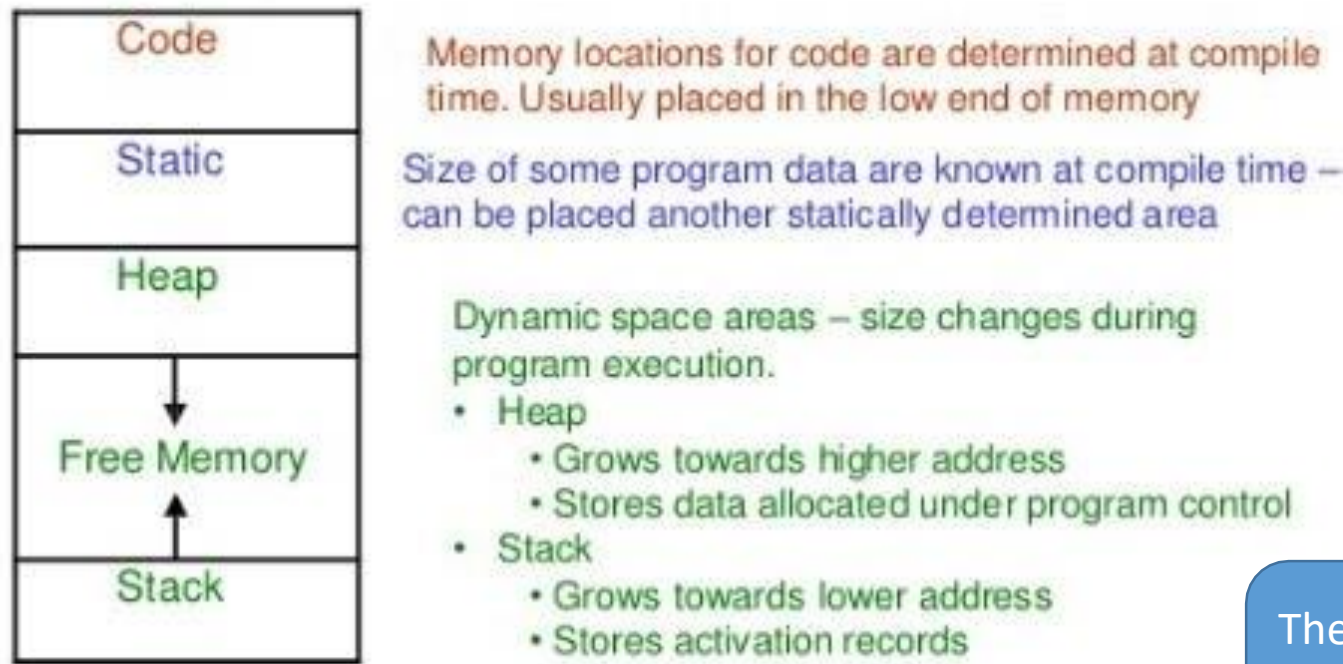 Code
Memory locations for code are determined at compile
time. Usually placed in the low end of memory
Static
Size of some program data are known at compile time –
can be placed another statically determined area
Heap
Dynamic space areas – size changes during
program execution.
• Heap
• Grows towards higher address
• Stores data allocated under program control
• Stack
• Grows towards lower address
• Stores activation records
Free Memory
Stack
The